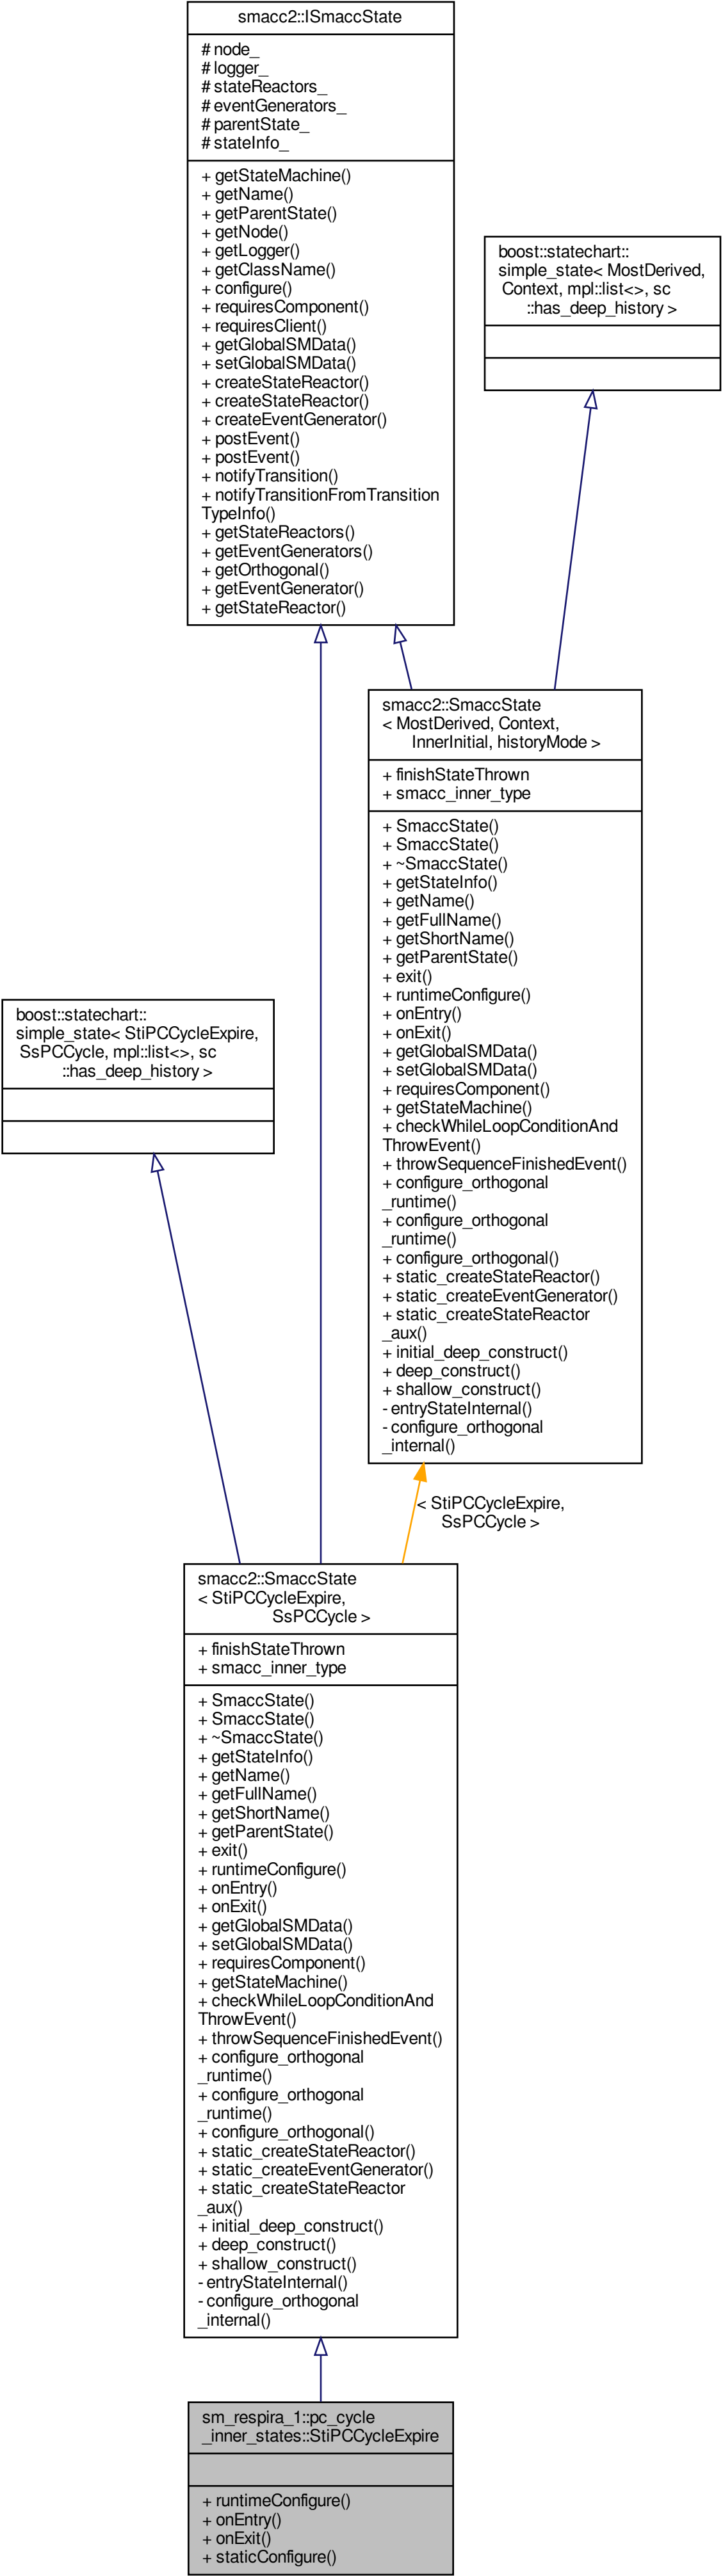 smacc2::ISmaccState
# node_
# logger_
# stateReactors_
# eventGenerators_
# parentState_
# stateInfo_
+ getStateMachine()
+ getName()
+ getParentState()
+ getNode()
+ getLogger()
+ getClassName()
+ configure()
+ requiresComponent()
+ requiresClient()
+ getGlobalSMData()
+ setGlobalSMData()
+ createStateReactor()
+ createStateReactor()
+ createEventGenerator()
+ postEvent()
+ postEvent()
+ notifyTransition()
+ notifyTransitionFromTransition
TypeInfo()
+ getStateReactors()
+ getEventGenerators()
+ getOrthogonal()
+ getEventGenerator()
+ getStateReactor()
boost::statechart::
simple_state< MostDerived,
Context, mpl::list<>, sc
::has_deep_history >
smacc2::SmaccState
< MostDerived, Context,
InnerInitial, historyMode >
+ finishStateThrown
+ smacc_inner_type
+ SmaccState()
+ SmaccState()
+ ~SmaccState()
+ getStateInfo()
+ getName()
+ getFullName()
+ getShortName()
+ getParentState()
+ exit()
+ runtimeConfigure()
+ onEntry()
+ onExit()
+ getGlobalSMData()
+ setGlobalSMData()
+ requiresComponent()
+ getStateMachine()
+ checkWhileLoopConditionAnd
ThrowEvent()
+ throwSequenceFinishedEvent()
+ configure_orthogonal
_runtime()
+ configure_orthogonal
_runtime()
+ configure_orthogonal()
+ static_createStateReactor()
+ static_createEventGenerator()
+ static_createStateReactor
_aux()
+ initial_deep_construct()
+ deep_construct()
+ shallow_construct()
- entryStateInternal()
- configure_orthogonal
_internal()
boost::statechart::
simple_state< StiPCCycleExpire,
SsPCCycle, mpl::list<>, sc
::has_deep_history >
< StiPCCycleExpire,
SsPCCycle >
smacc2::SmaccState
< StiPCCycleExpire,
SsPCCycle >
+ finishStateThrown
+ smacc_inner_type
+ SmaccState()
+ SmaccState()
+ ~SmaccState()
+ getStateInfo()
+ getName()
+ getFullName()
+ getShortName()
+ getParentState()
+ exit()
+ runtimeConfigure()
+ onEntry()
+ onExit()
+ getGlobalSMData()
+ setGlobalSMData()
+ requiresComponent()
+ getStateMachine()
+ checkWhileLoopConditionAnd
ThrowEvent()
+ throwSequenceFinishedEvent()
+ configure_orthogonal
_runtime()
+ configure_orthogonal
_runtime()
+ configure_orthogonal()
+ static_createStateReactor()
+ static_createEventGenerator()
+ static_createStateReactor
_aux()
+ initial_deep_construct()
+ deep_construct()
+ shallow_construct()
- entryStateInternal()
- configure_orthogonal
_internal()
sm_respira_1::pc_cycle
_inner_states::StiPCCycleExpire
+ runtimeConfigure()
+ onEntry()
+ onExit()
+ staticConfigure()